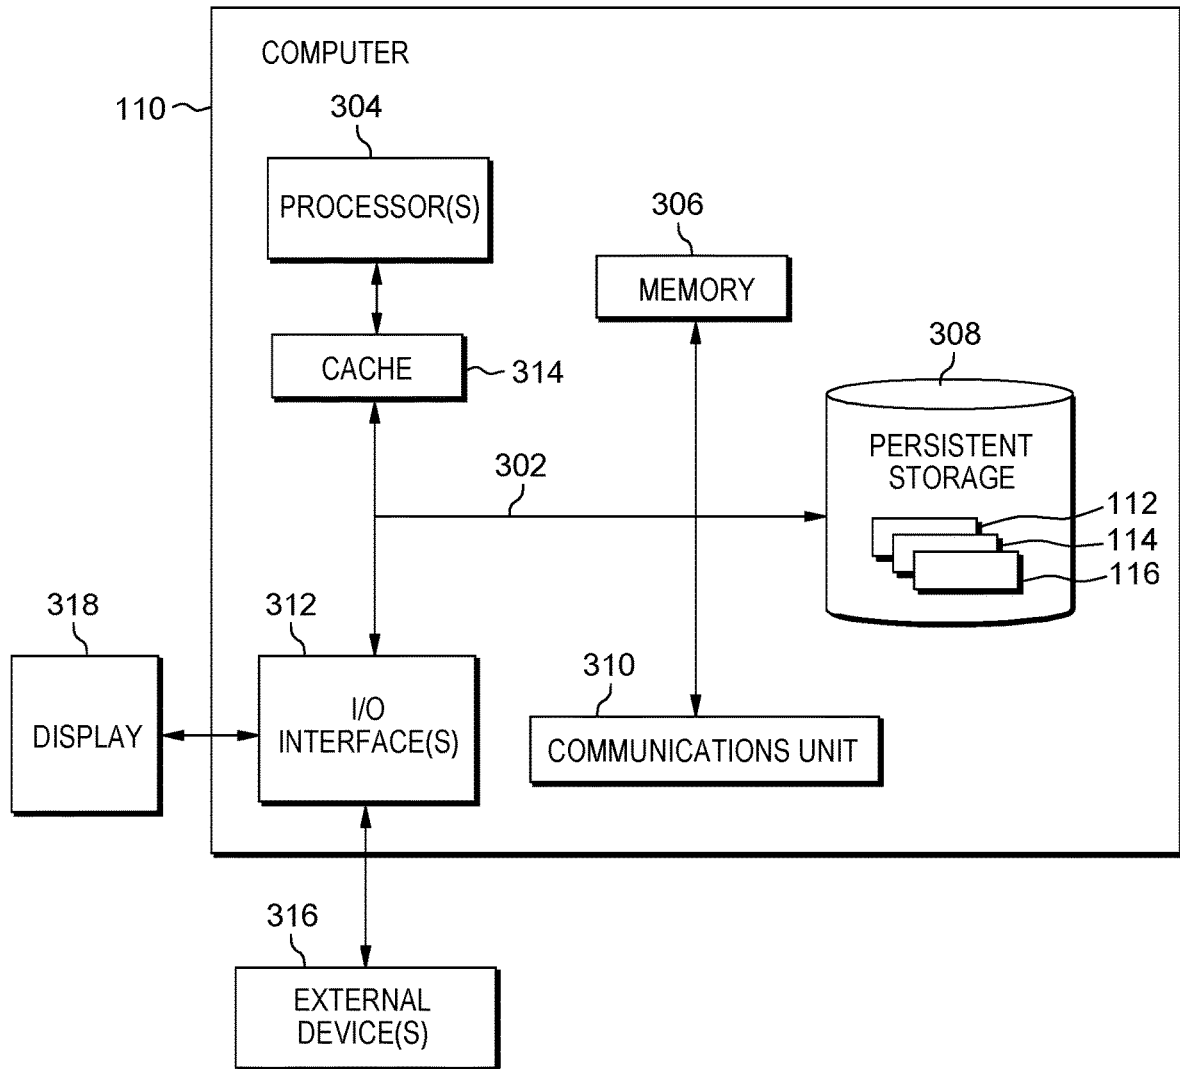 COMPUTER
110
304
PROCESSOR(S)
306
MEMORY
CACHE
314
308
PERSISTENT
STORAGE
302
112
114
116
318
312
310
DISPLAY
I/O
INTERFACE(S)
COMMUNICATIONS UNIT
316
EXTERNAL
DEVICE(S)